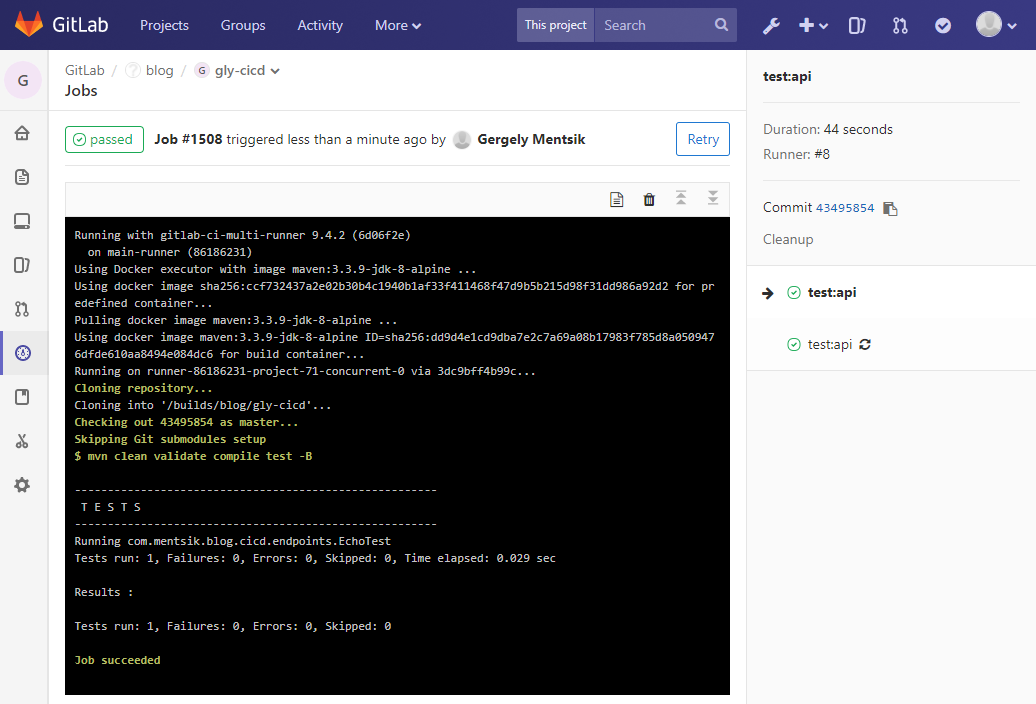 GitLab Projects Groups Activity More This project Search
G
GitLab / ? blog / G gly-cicd
Jobs
passed Job #1508 triggered less than a minute ago by Gergely Mentsik Retry
Running with gitlab-ci-multi-runner 9.4.2 (6d06f2e)
on main-runner (86186231)
Using Docker executor with image maven:3.3.9-jdk-8-alpine ...
Using docker image sha256:ccf732437a2e02b30b4c1940b1af33f411468f47d9b5b215d98f31dd986a92d2 for pr
edefined container...
Pulling docker image maven:3.3.9-jdk-8-alpine ...
Using docker image maven:3.3.9-jdk-8-alpine ID=sha256:dd9d4e1cd9dba7e2c7a69a08b17983f785d8a050947
6dfde610aa8494e084dc6 for build container...
Running on runner-86186231-project-71-concurrent-0 via 3dc9bff4b99c...
Cloning repository...
Cloning into '/builds/blog/gly-cicd'...
Checking out 43495854 as master...
Skipping Git submodules setup
$ mvn clean validate compile test -B
-------------------------------------------------------
T E S T S
-------------------------------------------------------
Running com.mentsik.blog.cicd.endpoints.EchoTest
Tests run: 1, Failures: 0, Errors: 0, Skipped: 0, Time elapsed: 0.029 sec
Results :
Tests run: 1, Failures: 0, Errors: 0, Skipped: 0
Job succeeded
test:api
Duration: 44 seconds
Runner: #8
Commit 43495854
Cleanup
test:api
test:api